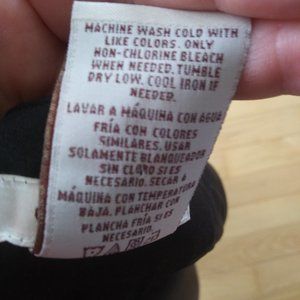 MACHINE WASH COLD WITH
LIKE COLORS. ONLY
NON-CHLORINE BLEACH
WHEN NEEDED. TUMBLE
DRY LOW. COOL IRON IF
NEEDED.
LAVAR A MÁQUINA CON AGUA
FRÍA CON COLORES
SIMILARES. USAR
SOLAMENTE BLANQUEADOR
SIN CLORO SI ES
NECESARIO. SECAR A
MÁQUINA CON TEMPERATURA
BAJA. PLANCHAR CON
PLANCHA FRÍA SI ES
NECESARIO.